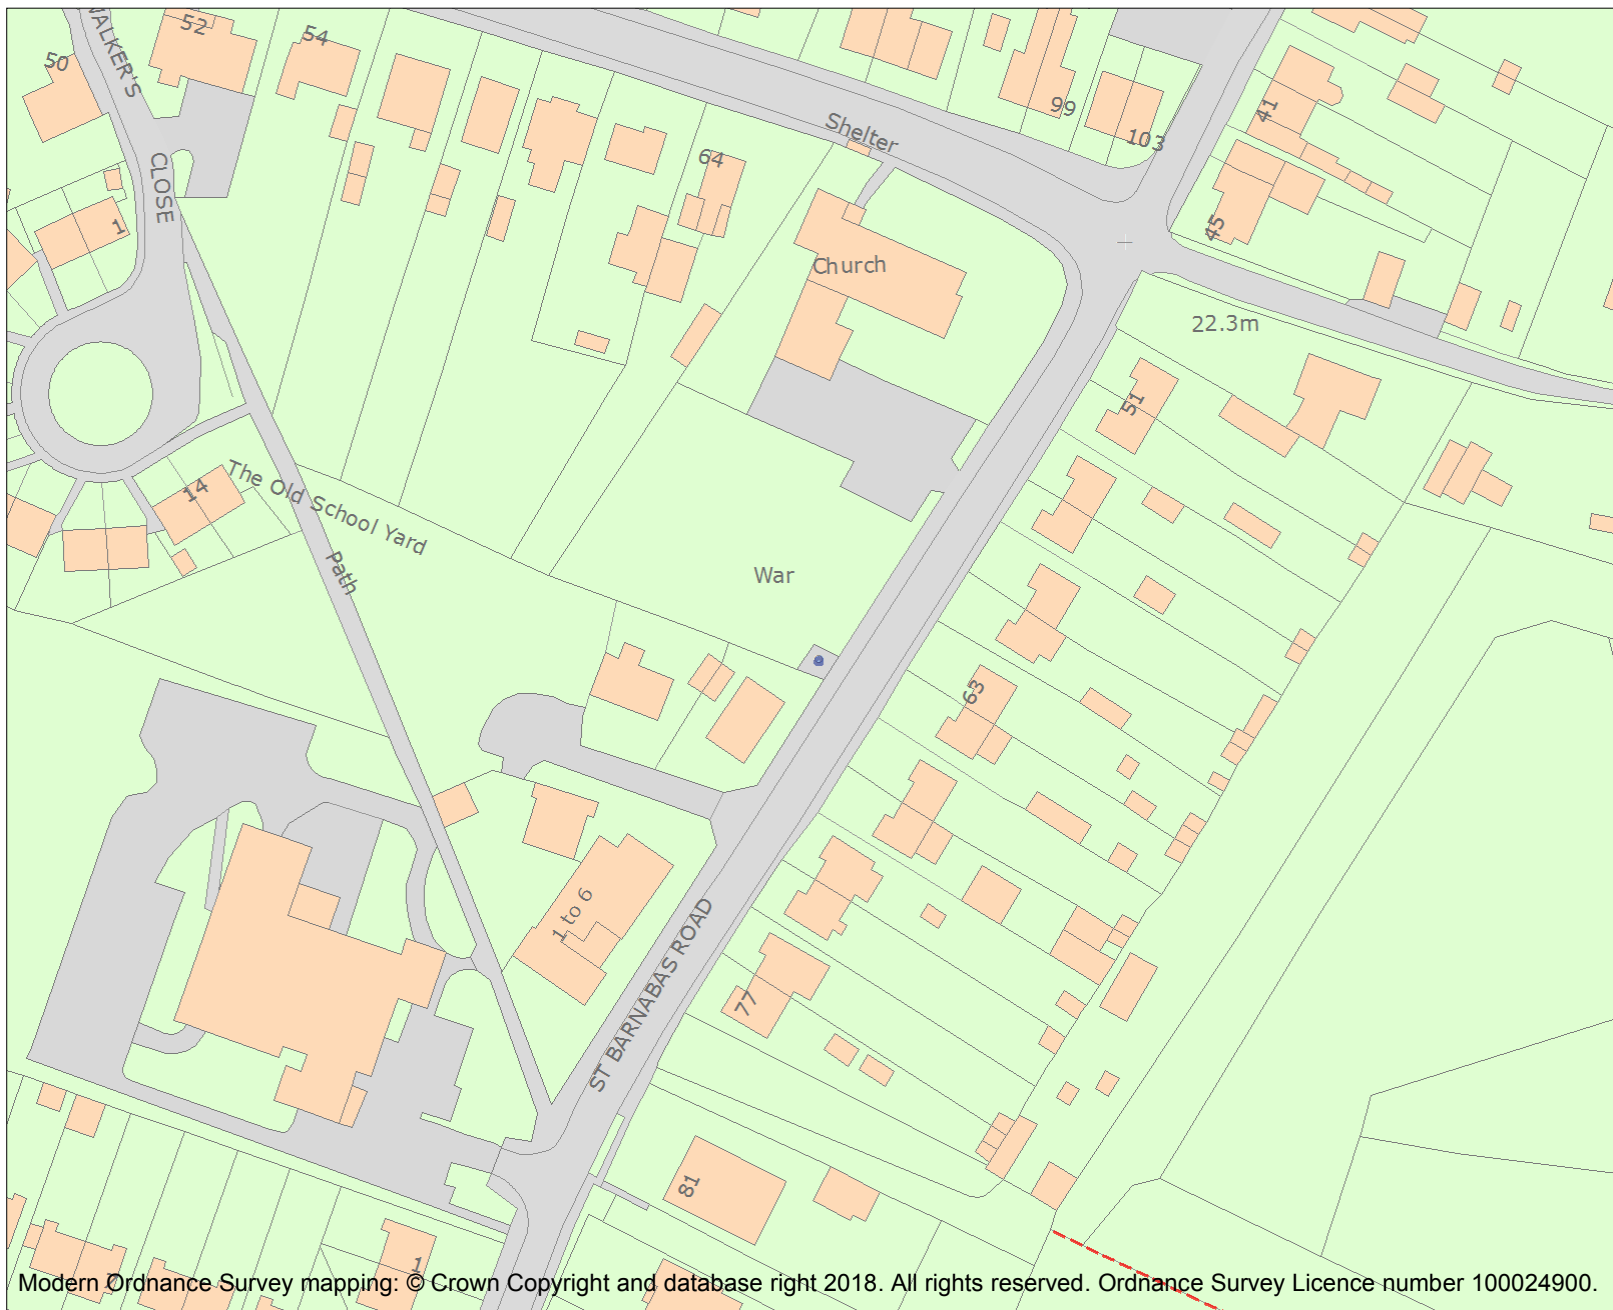 WALKER'S
CLOSE
50
52
54
64
Shelter
99
103
41
45
Church
22.3m
1
14
The Old School Yard
Path
War
51
63
1 to 6
ST BARNABAS ROAD
77
81
1
Modern Ordnance Survey mapping: © Crown Copyright and database right 2018. All rights reserved. Ordnance Survey Licence number 100024900.